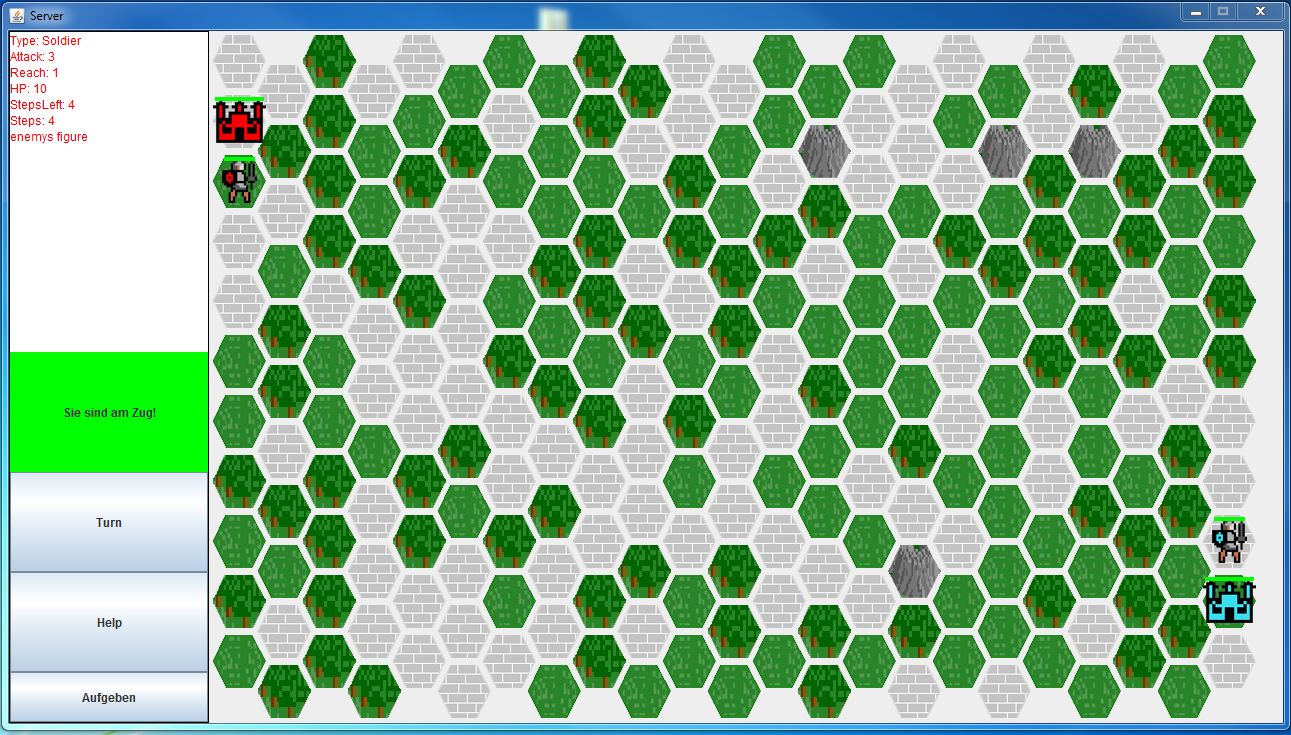 Server
Type: Soldier
Attack: 3
Reach: 1
HP: 10
StepsLeft: 4
Steps: 4
enemys figure
Sie sind am Zug!
Turn
Help
Aufgeben